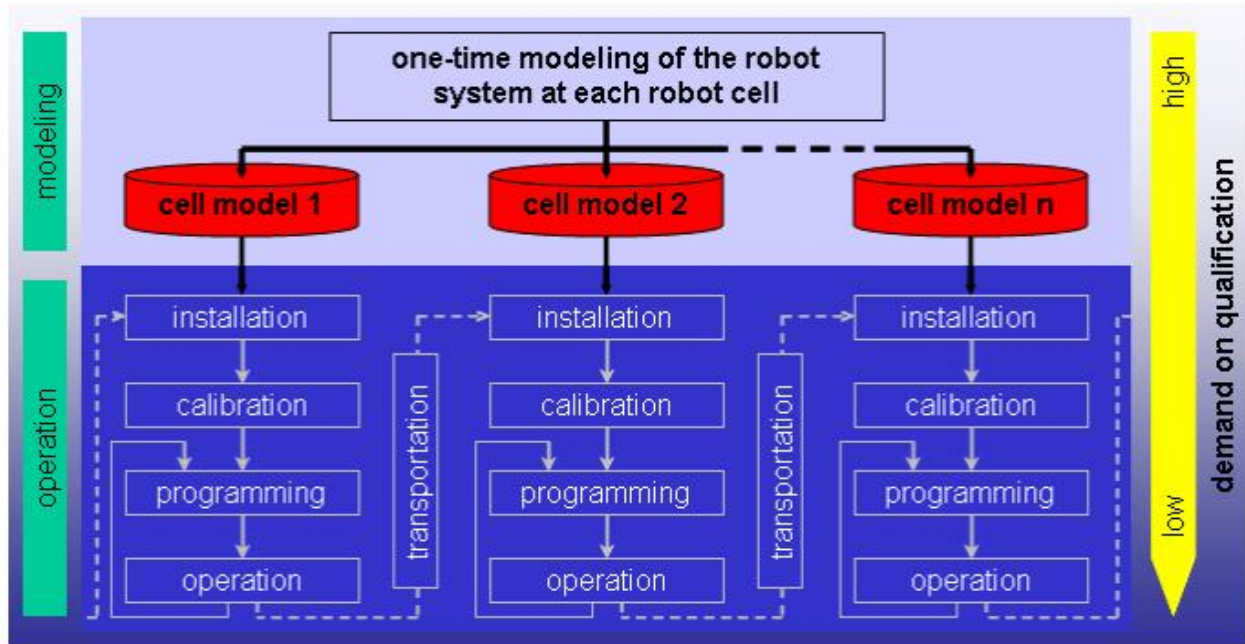 modeling
one-time modeling of the robot
system at each robot cell
cell model 1
cell model 2
cell model n
operation
installation
calibration
programming
operation
transportation
installation
calibration
programming
operation
transportation
installation
calibration
programming
operation
high
low
demand on qualification